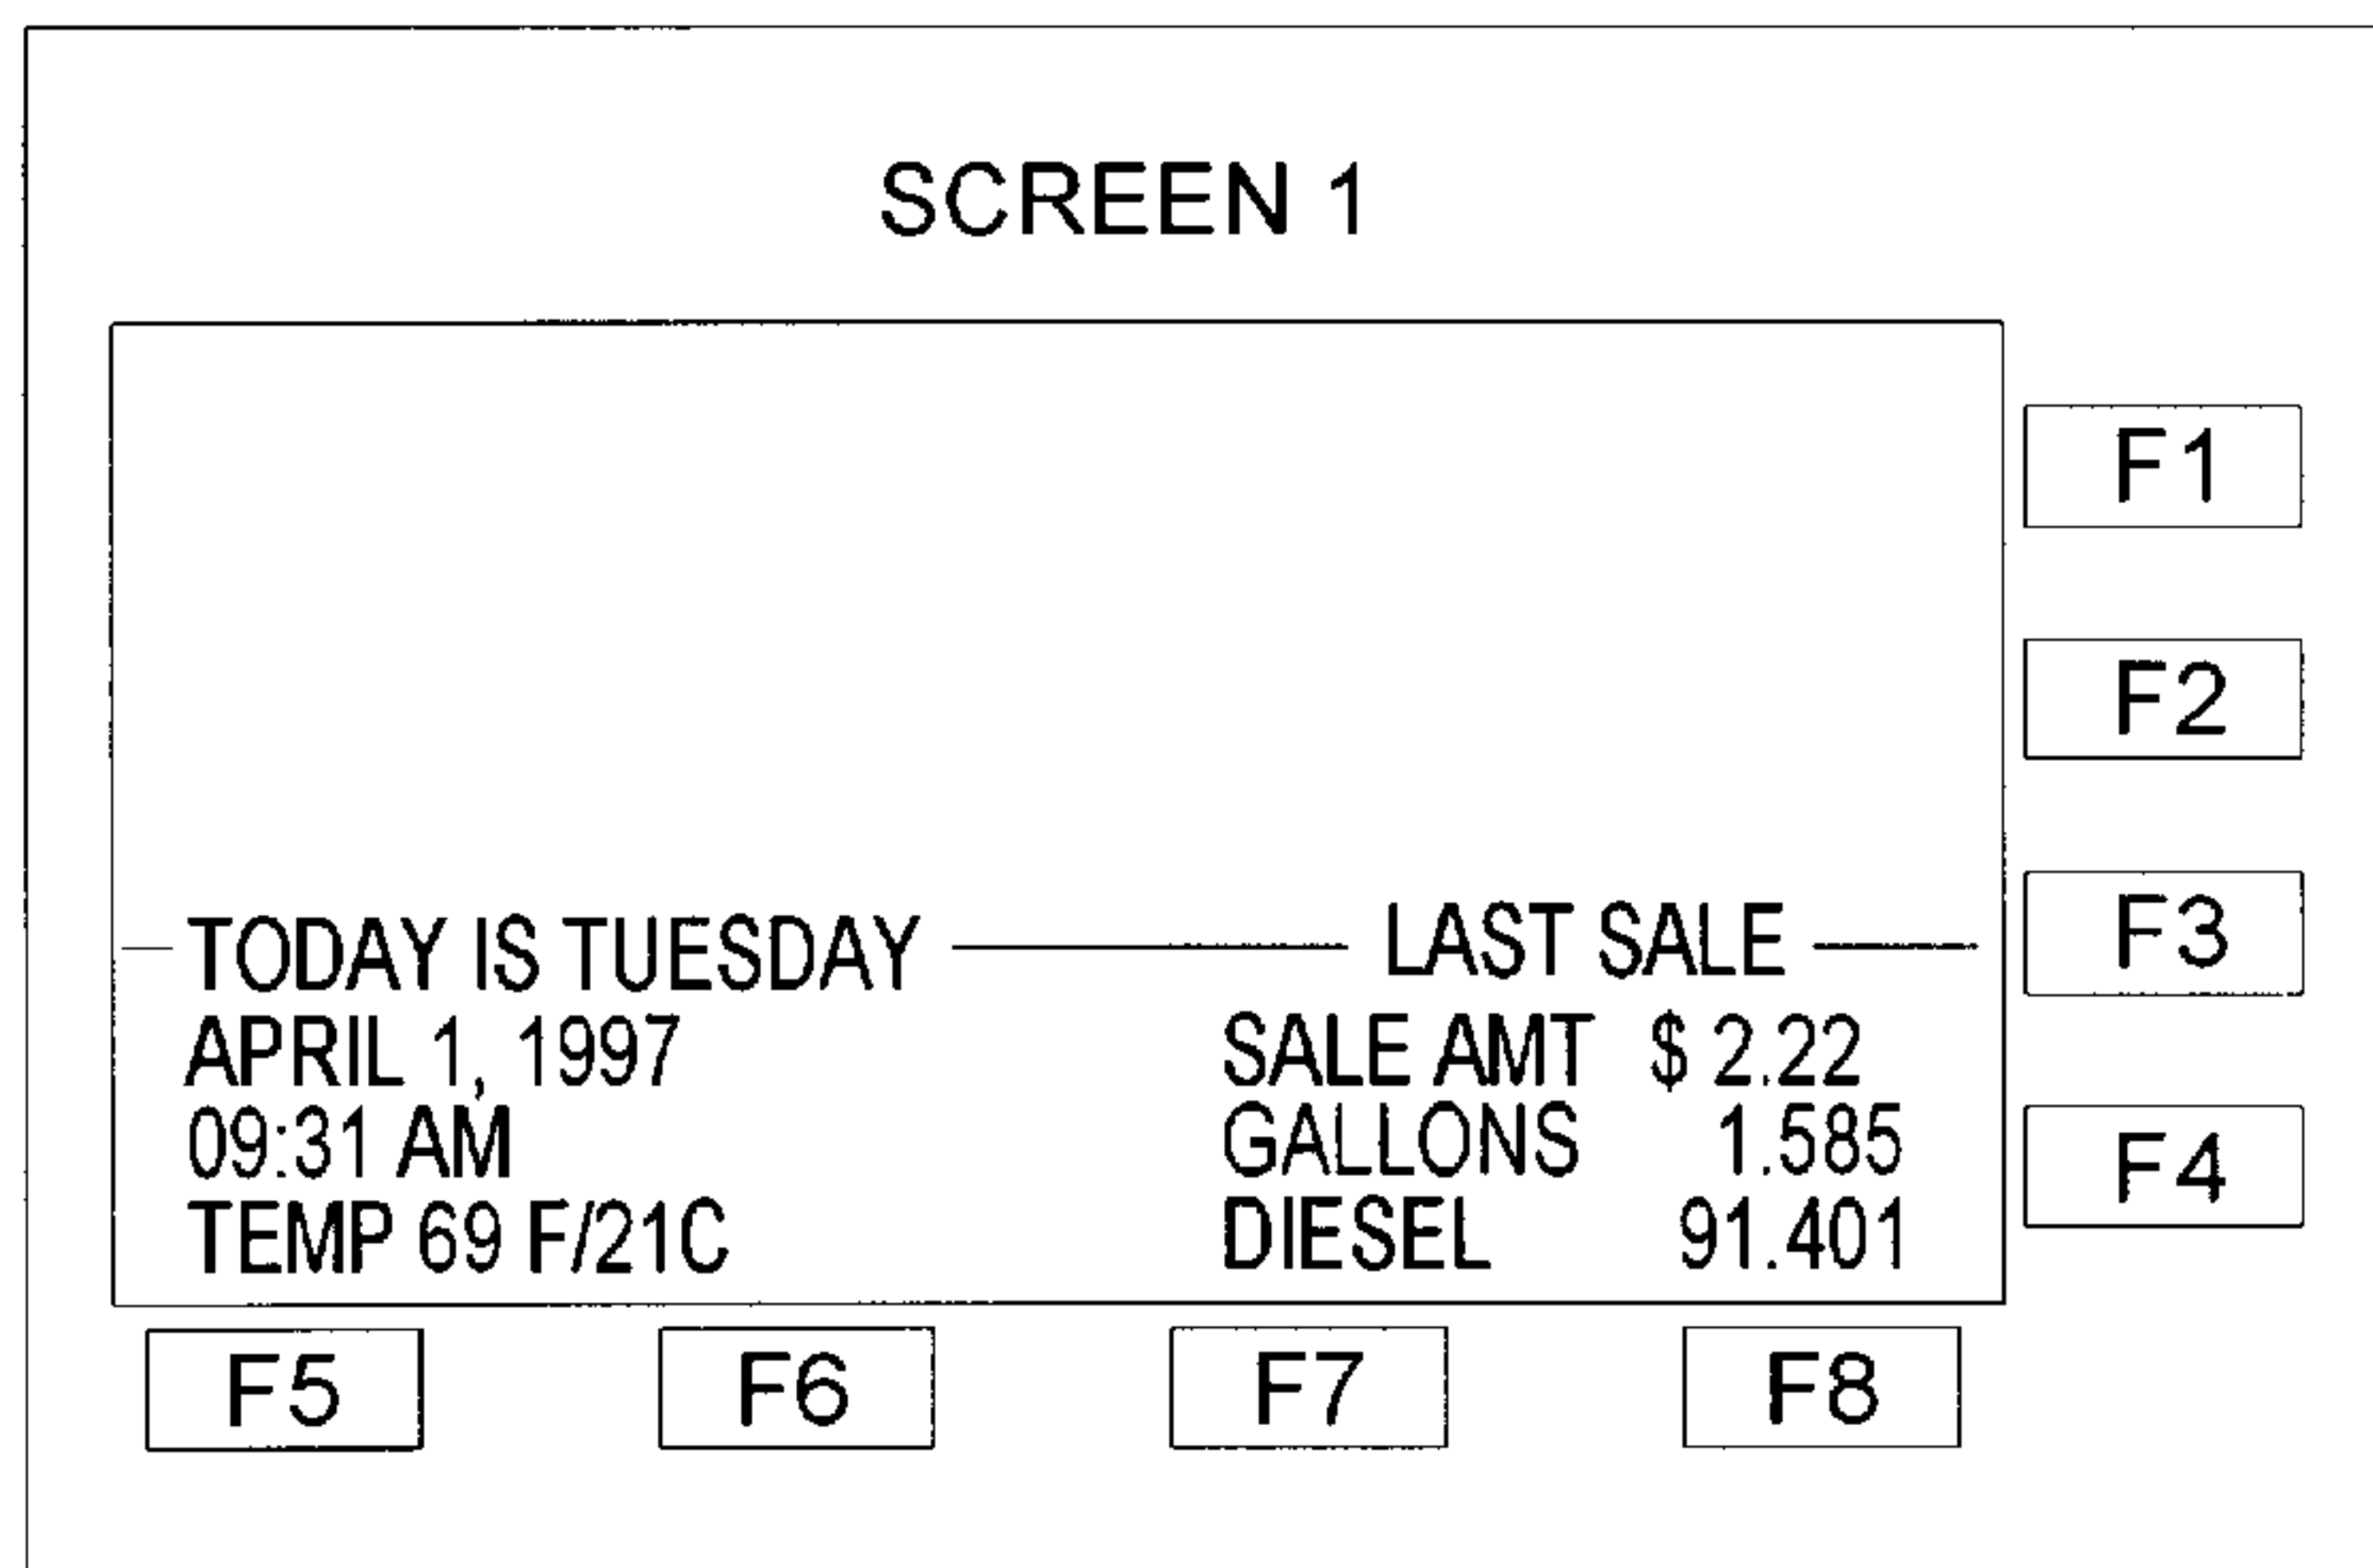 SCREEN 1
F1
F2
F3
TODAY IS TUESDAY LAST SALE
APRIL 1, 1997 SALE AMT $ 2.22
09:31 AM GALLONS 1.585
F4
TEMP 69 F/21C DIESEL 91.401
F5 F6 F7 F8